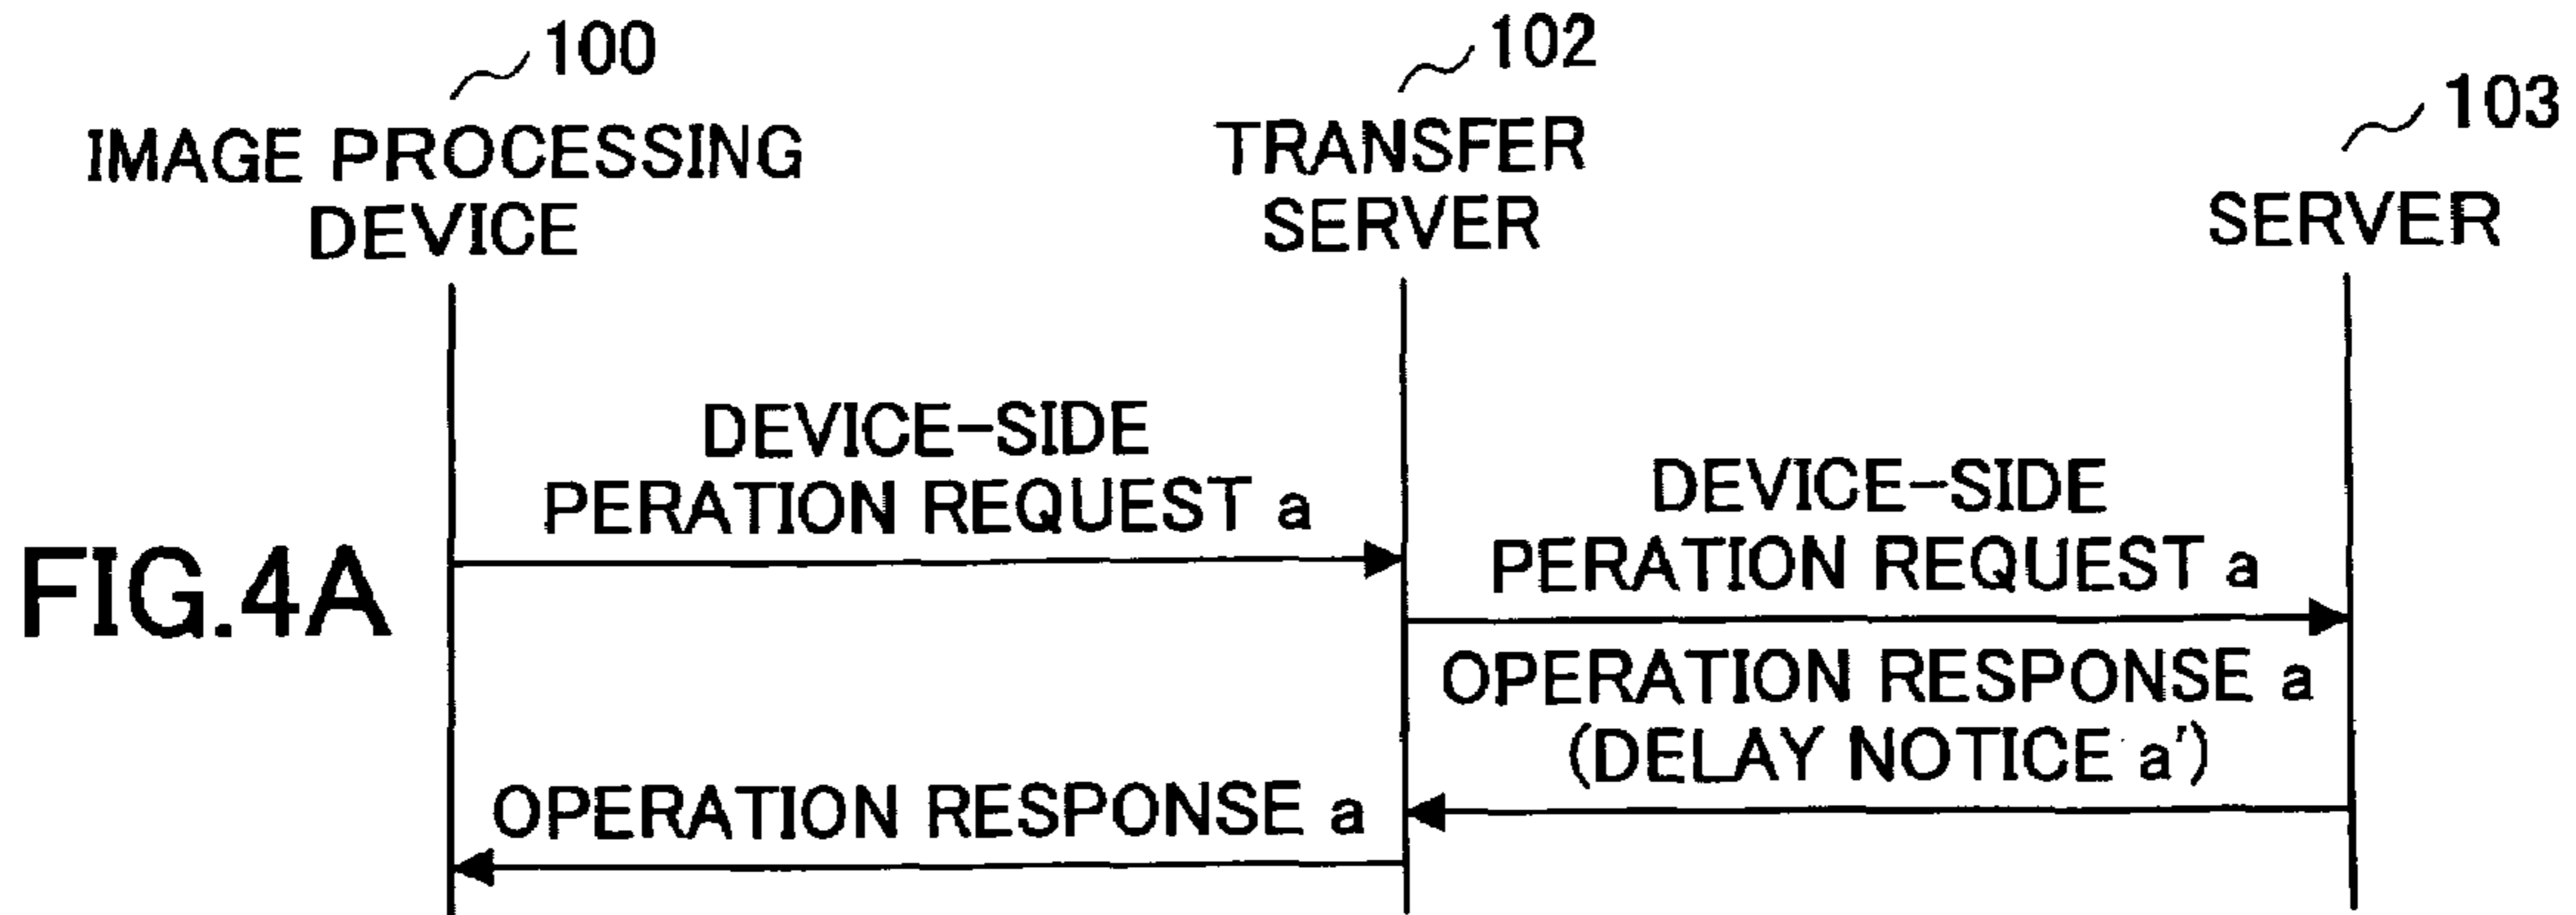 100
IMAGE PROCESSING
DEVICE
102
TRANSFER
SERVER
103
SERVER
DEVICE-SIDE
PERATION REQUEST a
DEVICE-SIDE
PERATION REQUEST a
FIG.4A
OPERATION RESPONSE a
(DELAY NOTICE a')
OPERATION RESPONSE a